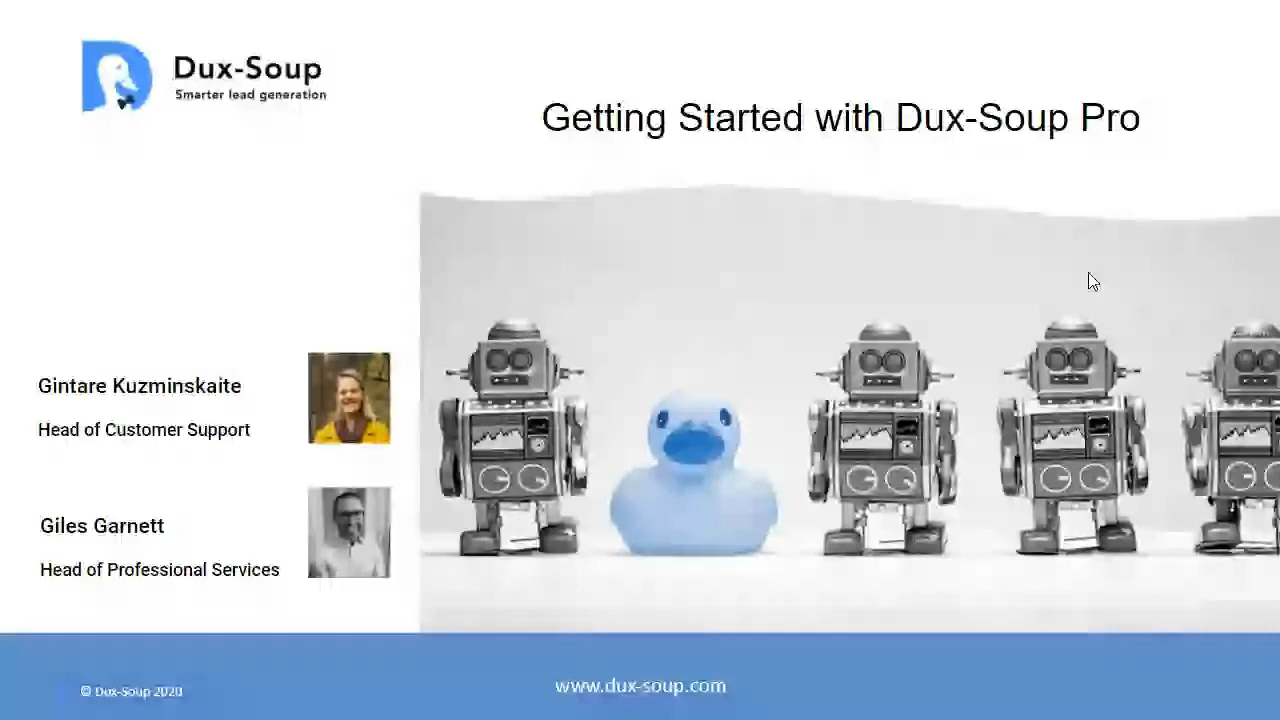 Dux-Soup
Smarter lead generation
Getting Started with Dux-Soup Pro
Gintare Kuzminskaite
Head of Customer Support
Giles Garnett
Head of Professional Services
© Dux-Soup 2020
www.dux-soup.com